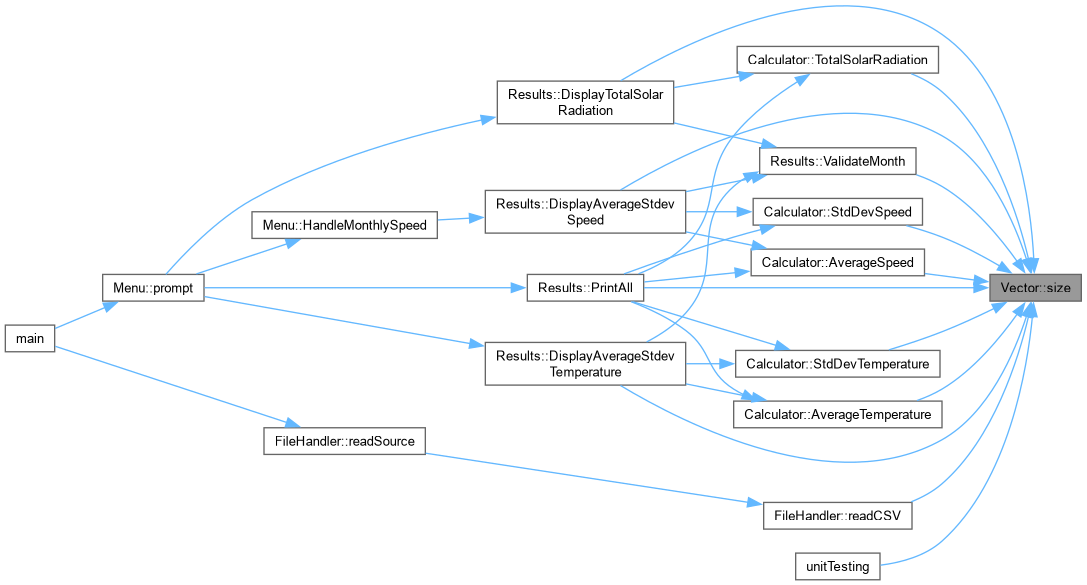 Calculator::TotalSolarRadiation
Results::DisplayTotalSolar
Radiation
Results::ValidateMonth
Results::DisplayAverageStdev
Speed
Calculator::StdDevSpeed
Menu::HandleMonthlySpeed
Calculator::AverageSpeed
Menu::prompt
Results::PrintAll
Vector::size
main
Results::DisplayAverageStdev
Temperature
Calculator::StdDevTemperature
Calculator::AverageTemperature
FileHandler::readSource
FileHandler::readCSV
unitTesting